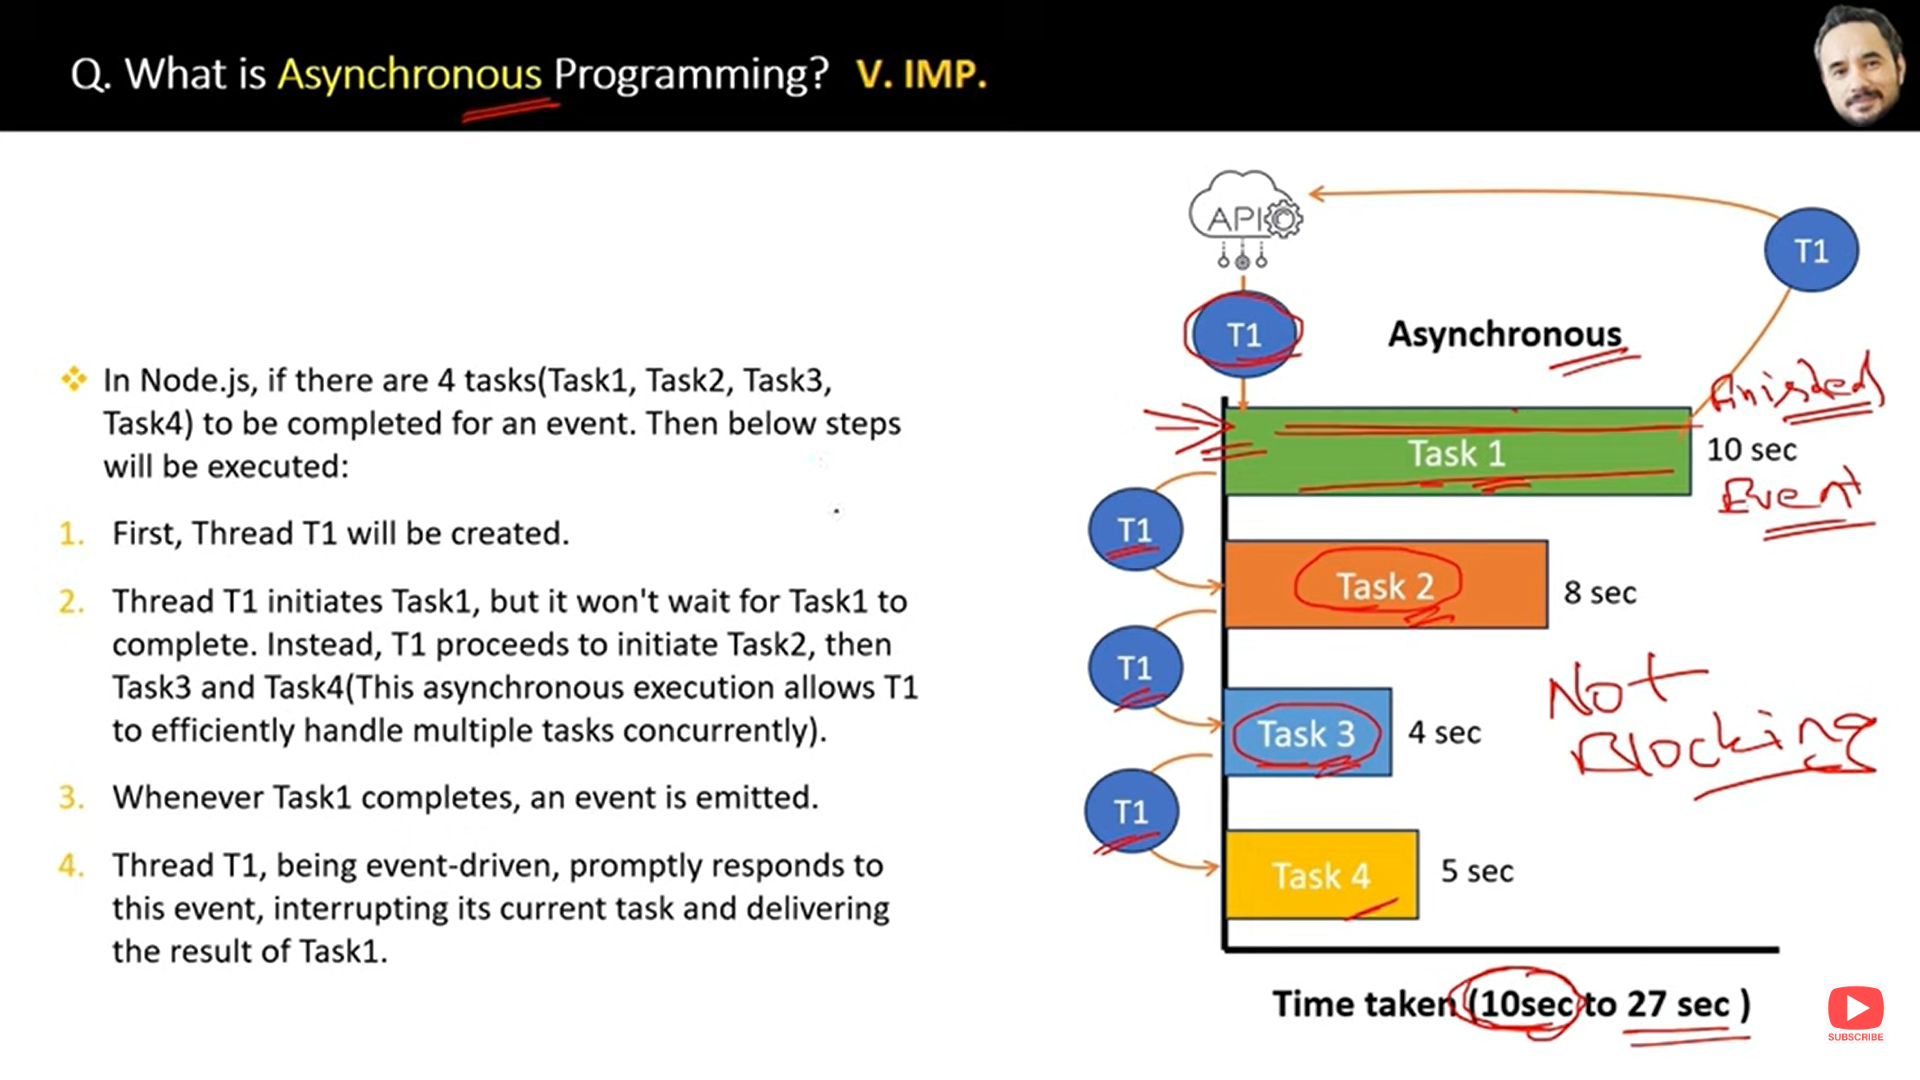 Q. What is Asynchronous Programming? V. IMP.
In Node.js, if there are 4 tasks(Task1, Task2, Task3,
Task4) to be completed for an event. Then below steps
will be executed:
1. First, Thread T1 will be created.
2. Thread T1 initiates Task1, but it won't wait for Task1 to
complete. Instead, T1 proceeds to initiate Task2, then
Task3 and Task4(This asynchronous execution allows T1
to efficiently handle multiple tasks concurrently).
3. Whenever Task1 completes, an event is emitted.
4. Thread T1, being event-driven, promptly responds to
this event, interrupting its current task and delivering
the result of Task1.
API
T1
T1
Asynchronous
Finished
Task 1
10 sec
Event
T1
Task 2
8 sec
T1
Not
Blocking
Task 3
4 sec
T1
Task 4
5 sec
Time taken (10sec to 27 sec )
SUBSCRIBE